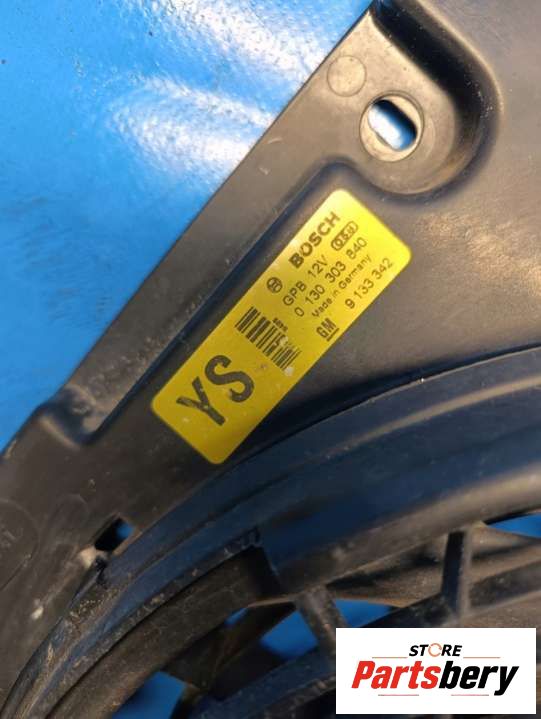 BOSCH
GPB 12V
0 130 303 840
Made in Germany
GM 9 133 342
YS
STORE
Partsbery